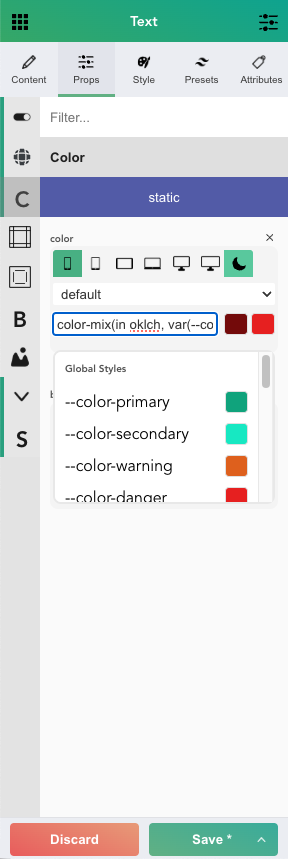 Text
Content Props Style Presets Attributes
Filter...
Color
C
static
color
default
color-mix(in oklch, var(--co
B
Global Styles
--color-primary
S
--color-secondary
--color-warning
--color-danger
Discard Save *